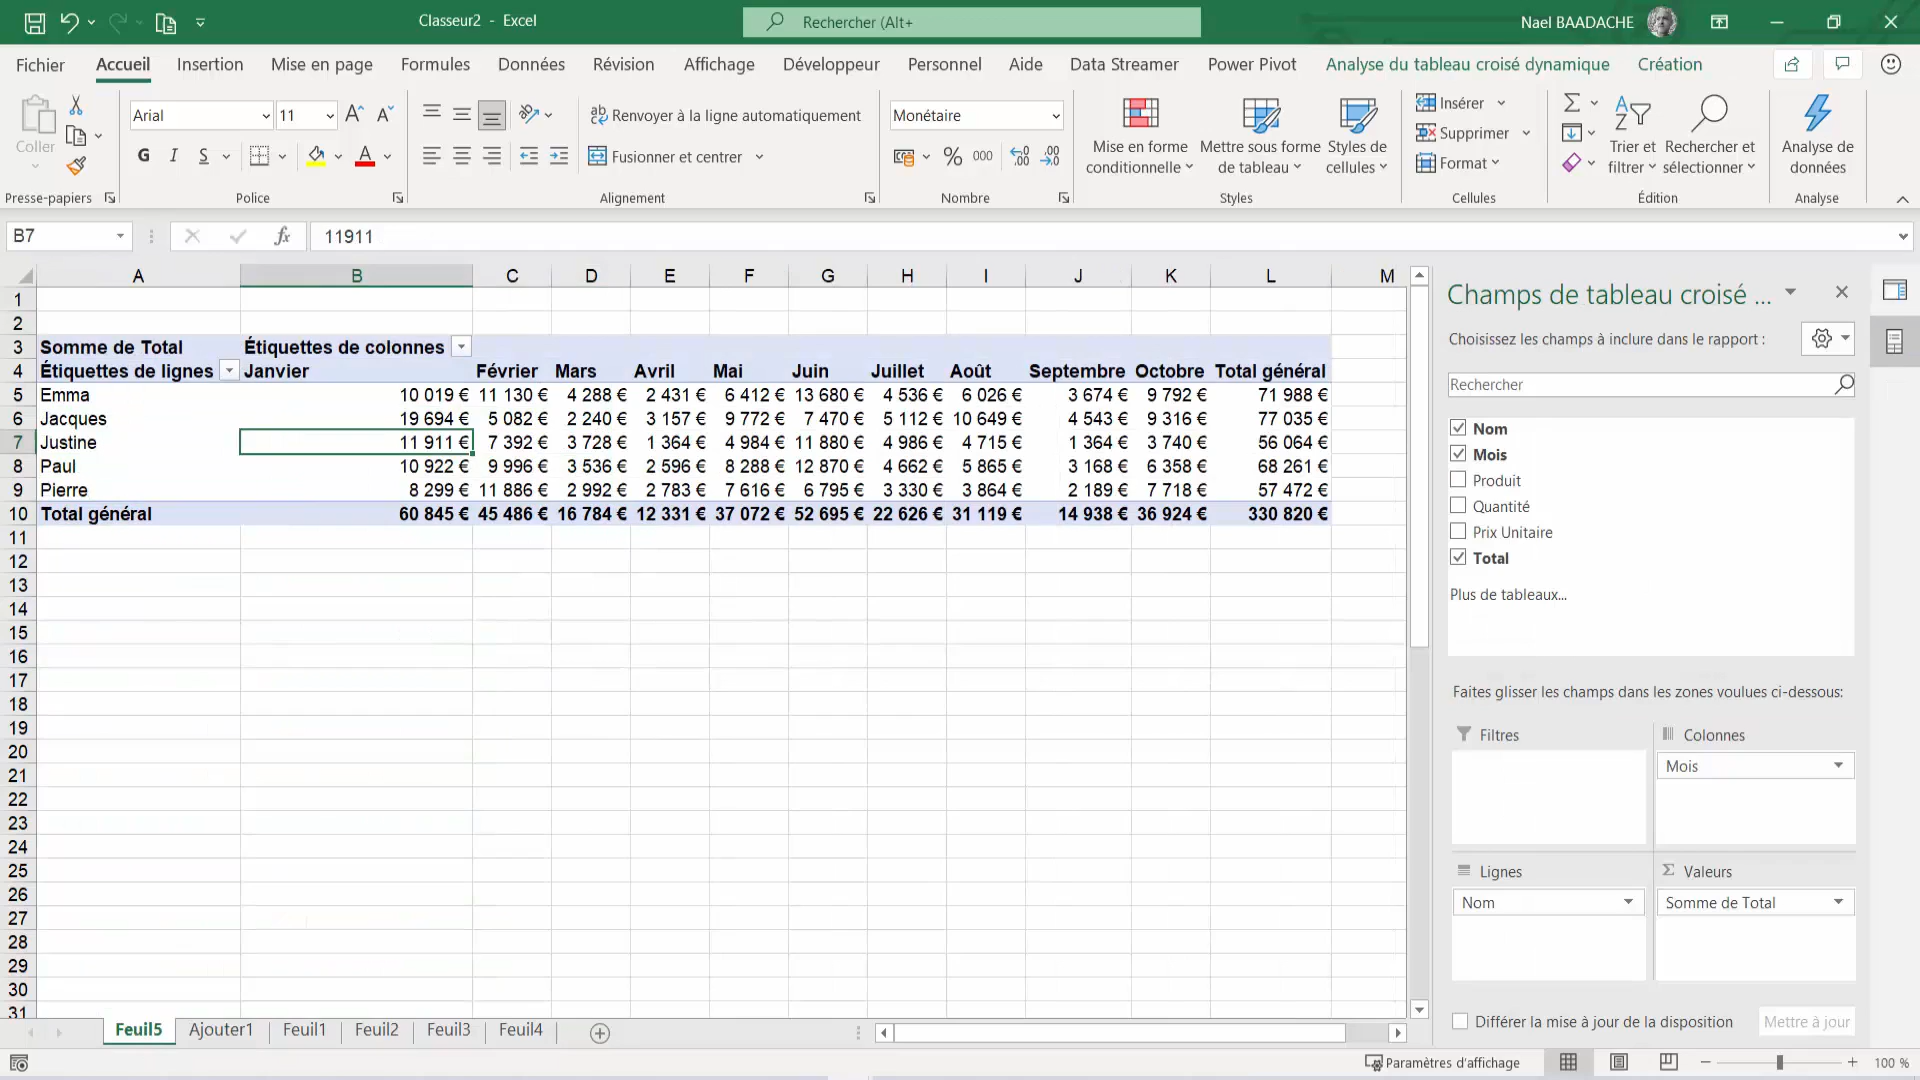 Classeur2 - Excel
Rechercher (Alt+
Nael BAADACHE
Fichier Accueil Insertion Mise en page Formules Données Révision Affichage Développeur Personnel Aide Data Streamer Power Pivot Analyse du tableau croisé dynamique Création
Coller
Presse-papiers
Arial 11
G I S
Police
Renvoyer à la ligne automatiquement
Fusionner et centrer
Alignement
Monétaire
% 000
Nombre
Mise en forme conditionnelle
Mettre sous forme de tableau
Styles de cellules
Styles
Insérer
Supprimer
Format
Cellules
Trier et filtrer
Rechercher et sélectionner
Édition
Analyse de données
Analyse
B7 fx 11911
A B C D E F G H I J K L M
1
2
3 Somme de Total Étiquettes de colonnes
4 Étiquettes de lignes Janvier Février Mars Avril Mai Juin Juillet Août Septembre Octobre Total général
5 Emma 10 019 € 11 130 € 4 288 € 2 431 € 6 412 € 13 680 € 4 536 € 6 026 € 3 674 € 9 792 € 71 988 €
6 Jacques 19 694 € 5 082 € 2 240 € 3 157 € 9 772 € 7 470 € 5 112 € 10 649 € 4 543 € 9 316 € 77 035 €
7 Justine 11 911 € 7 392 € 3 728 € 1 364 € 4 984 € 11 880 € 4 986 € 4 715 € 1 364 € 3 740 € 56 064 €
8 Paul 10 922 € 9 996 € 3 536 € 2 596 € 8 288 € 12 870 € 4 662 € 5 865 € 3 168 € 6 358 € 68 261 €
9 Pierre 8 299 € 11 886 € 2 992 € 2 783 € 7 616 € 6 795 € 3 330 € 3 864 € 2 189 € 7 718 € 57 472 €
10 Total général 60 845 € 45 486 € 16 784 € 12 331 € 37 072 € 52 695 € 22 626 € 31 119 € 14 938 € 36 924 € 330 820 €
11
12
13
14
15
16
17
18
19
20
21
22
23
24
25
26
27
28
29
30
31
Champs de tableau croisé ...
Choisissez les champs à inclure dans le rapport :
Rechercher
Nom
Mois
Produit
Quantité
Prix Unitaire
Total
Plus de tableaux...
Faites glisser les champs dans les zones voulues ci-dessous:
Filtres Colonnes
Mois
Lignes Σ Valeurs
Nom Somme de Total
Différer la mise à jour de la disposition Mettre à jour
Feuil5 Ajouter1 Feuil1 Feuil2 Feuil3 Feuil4
Paramètres d'affichage 100 %